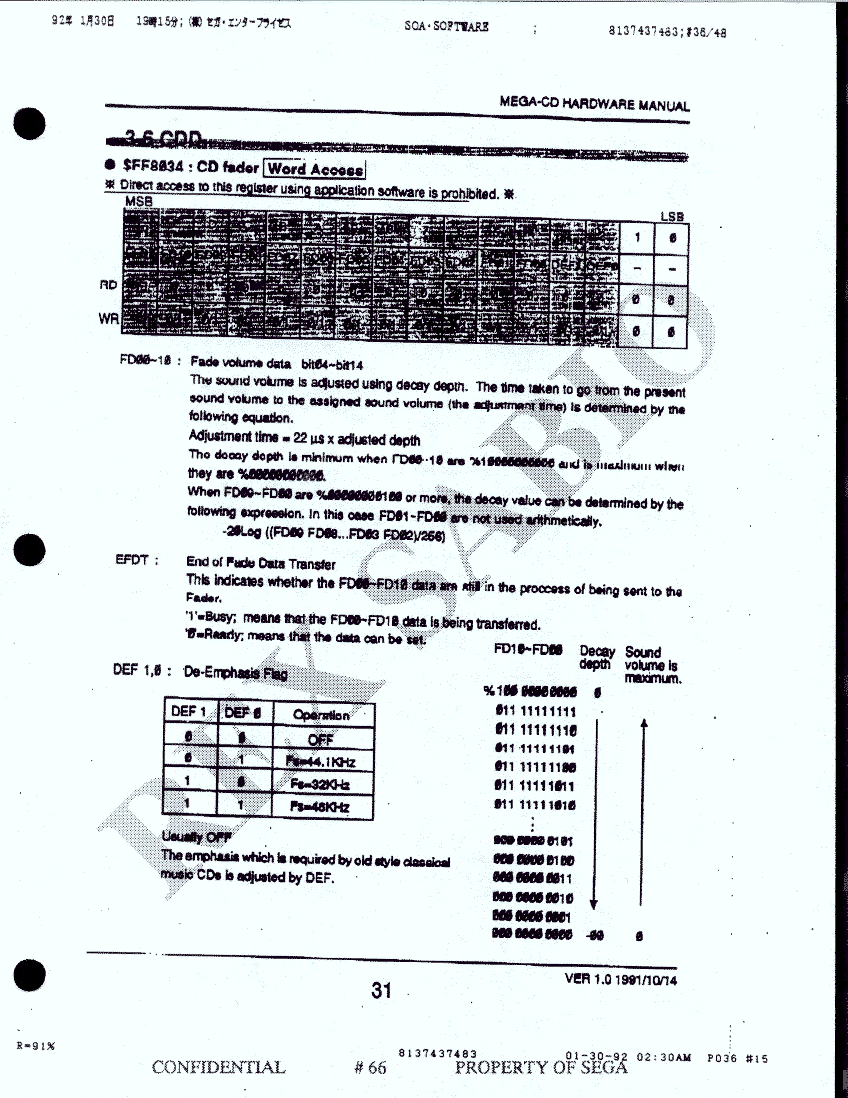 92年 1月30日 19時15分; (株) セガ・エンタープライゼス SOA・SOFTWARE ; 8137437483;#36/48
MEGA-CD HARDWARE MANUAL
3-6 CDD
● $FF8034 : CD fader Word Access
※ Direct access to this register using application software is prohibited. ※
MSB LSB
1 0
- -
RD 0 0
WR 0 0
FD00~10 : Fade volume data bit04~bit14
The sound volume is adjusted using decay depth. The time taken to go from the present
sound volume to the assigned sound volume (the adjustment time) is determined by the
following equation.
Adjustment time = 22 µs x adjusted depth
The decay depth is minimum when FD00~10 are %10000000000 and is maximum when
they are %00000000000.
When FD09~FD00 are %00000000100 or more, the decay value can be determined by the
following expression. In this case FD01~FD00 are not used arithmetically.
-20Log ((FD09 FD08...FD03 FD02)/256)
EFDT : End of Fade Data Transfer
This indicates whether the FD00~FD10 data are still in the proccess of being sent to the
Fader.
'1'=Busy; means that the FD00~FD10 data is being transferred.
'0=Ready; means that the data can be set.
DEF 1,0 : De-Emphasis Flag
DEF 1 DEF 0 Operation
0 0 OFF
0 1 Fs=44.1KHz
1 0 Fs=32KHz
1 1 Fs=48KHz
Usually OFF
The emphasis which is required by old style classical
music CDs is adjusted by DEF.
FD10~FD00 Decay depth Sound volume is maximum.
%100 0000 0000 0
011 11111111
011 11111110
011 11111101
011 11111100
011 11111011
011 11111010
⋮
000 0000 0101
000 0000 0100
000 0000 0011
000 0000 0010
000 0000 0001
000 0000 0000 -00 0
VER 1.0 1991/10/14
31
R=91%
8137437483 01-30-92 02:30AM P036 #15
CONFIDENTIAL # 66 PROPERTY OF SEGA
REX SABIO